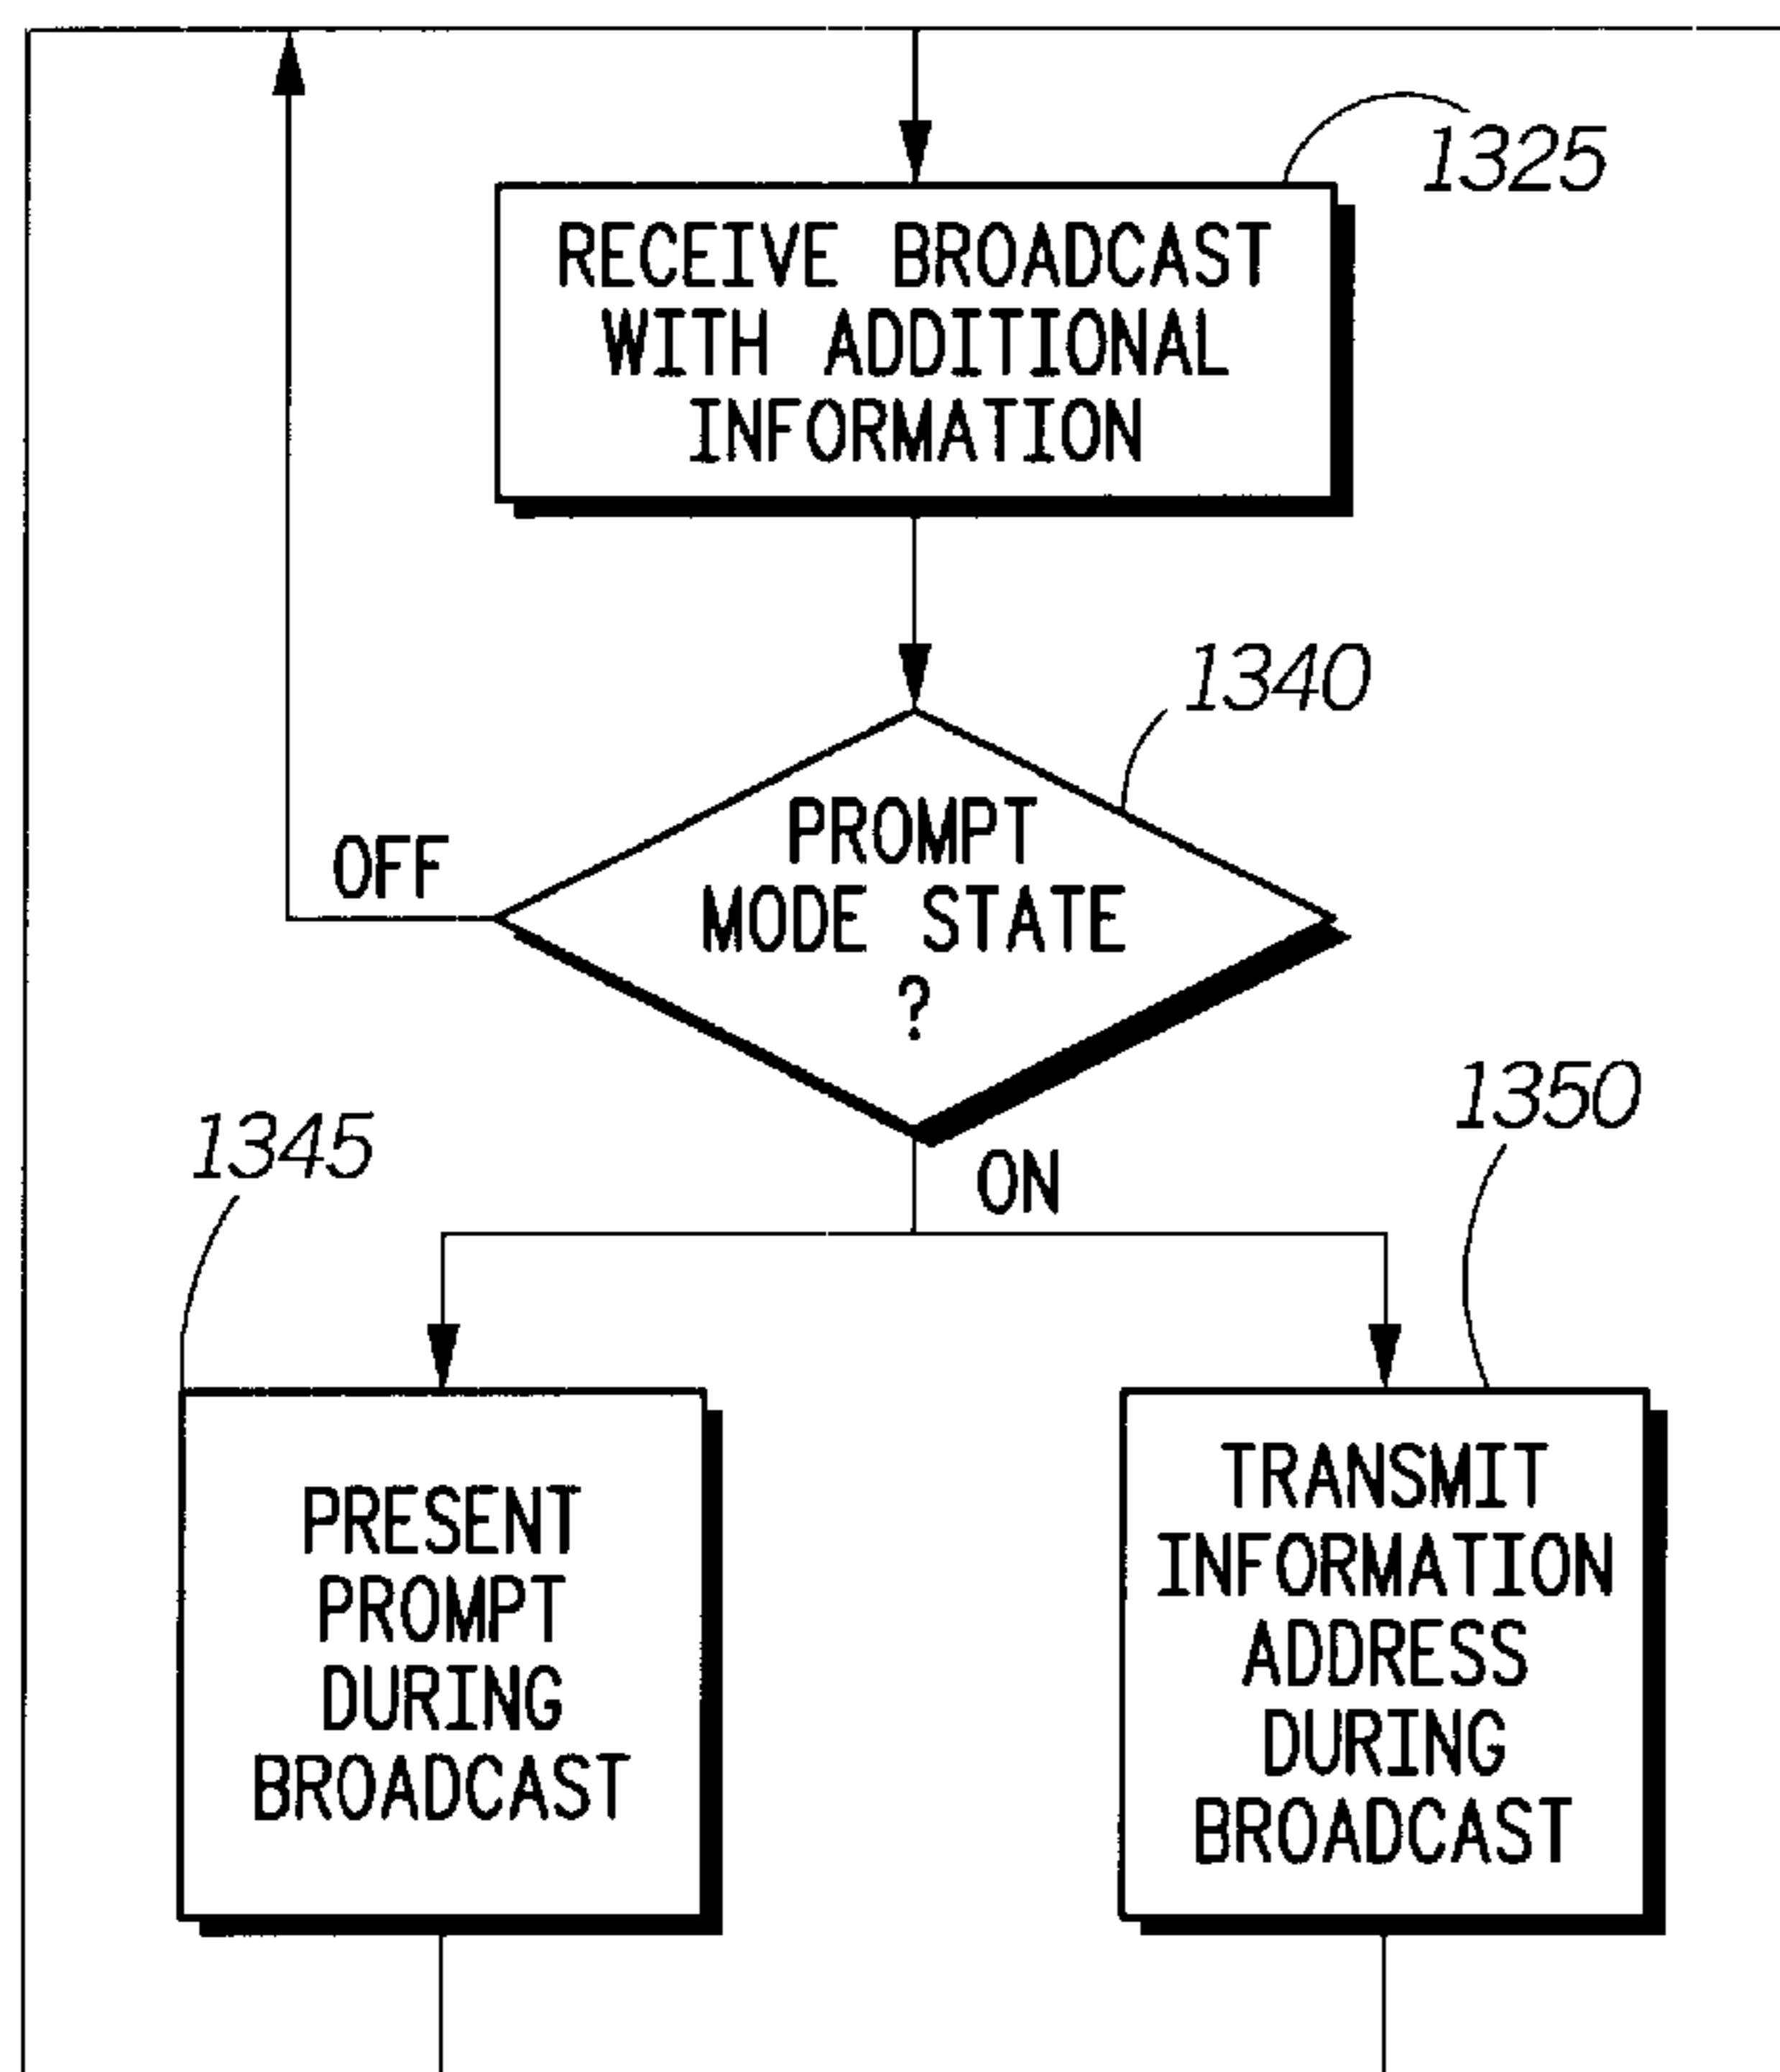 1325
RECEIVE BROADCAST
WITH ADDITIONAL
INFORMATION
1340
PROMPT
MODE STATE
?
OFF
ON
1345
1350
PRESENT
PROMPT
DURING
BROADCAST
TRANSMIT
INFORMATION
ADDRESS
DURING
BROADCAST